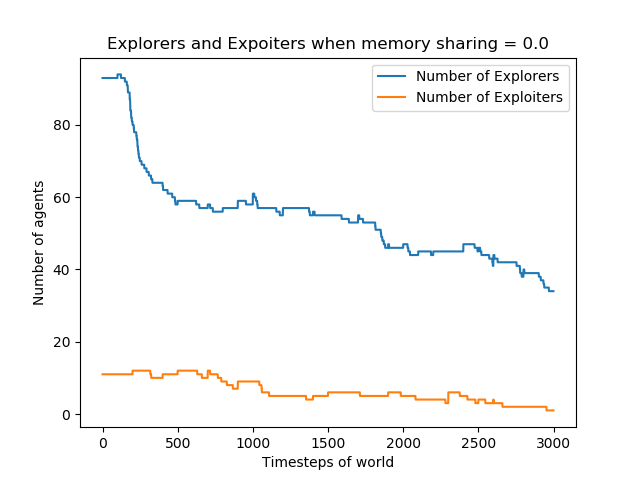 Explorers and Expoiters when memory sharing = 0.0
Number of Explorers
Number of Exploiters
Number of agents
80
60
40
20
0
0 500 1000 1500 2000 2500 3000
Timesteps of world